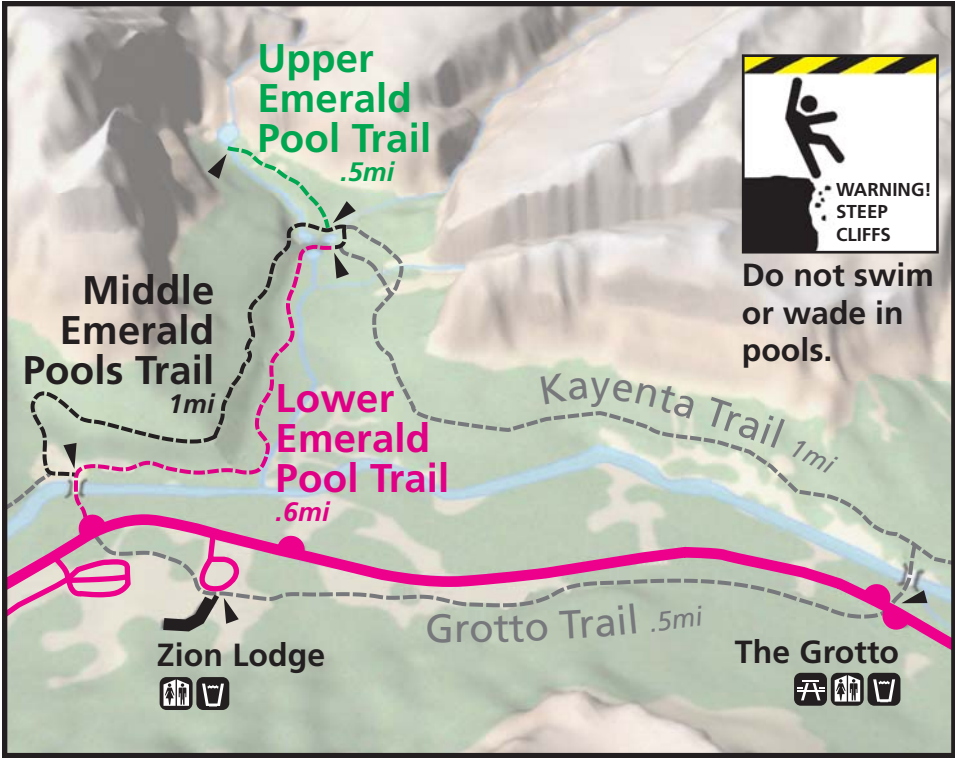 Upper
Emerald
Pool Trail
.5mi
WARNING!
STEEP
CLIFFS
Do not swim
or wade in
pools.
Middle
Emerald
Pools Trail
1mi
Lower
Emerald
Pool Trail
.6mi
Kayenta Trail 1mi
Grotto Trail .5mi
Zion Lodge
The Grotto